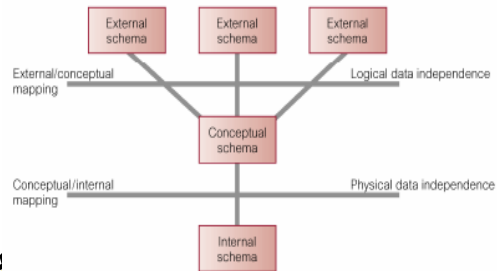 External
schema
External
schema
External
schema
External/conceptual
mapping
Logical data independence
Conceptual
schema
Conceptual/internal
mapping
Physical data independence
Internal
schema